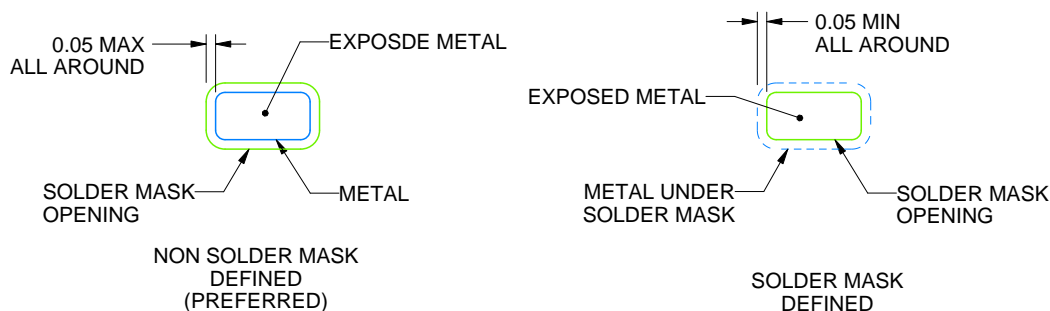 0.05 MAX
ALL AROUND
EXPOSDE METAL
SOLDER MASK
OPENING
METAL
NON SOLDER MASK
DEFINED
(PREFERRED)
0.05 MIN
ALL AROUND
EXPOSED METAL
METAL UNDER
SOLDER MASK
SOLDER MASK
OPENING
SOLDER MASK
DEFINED